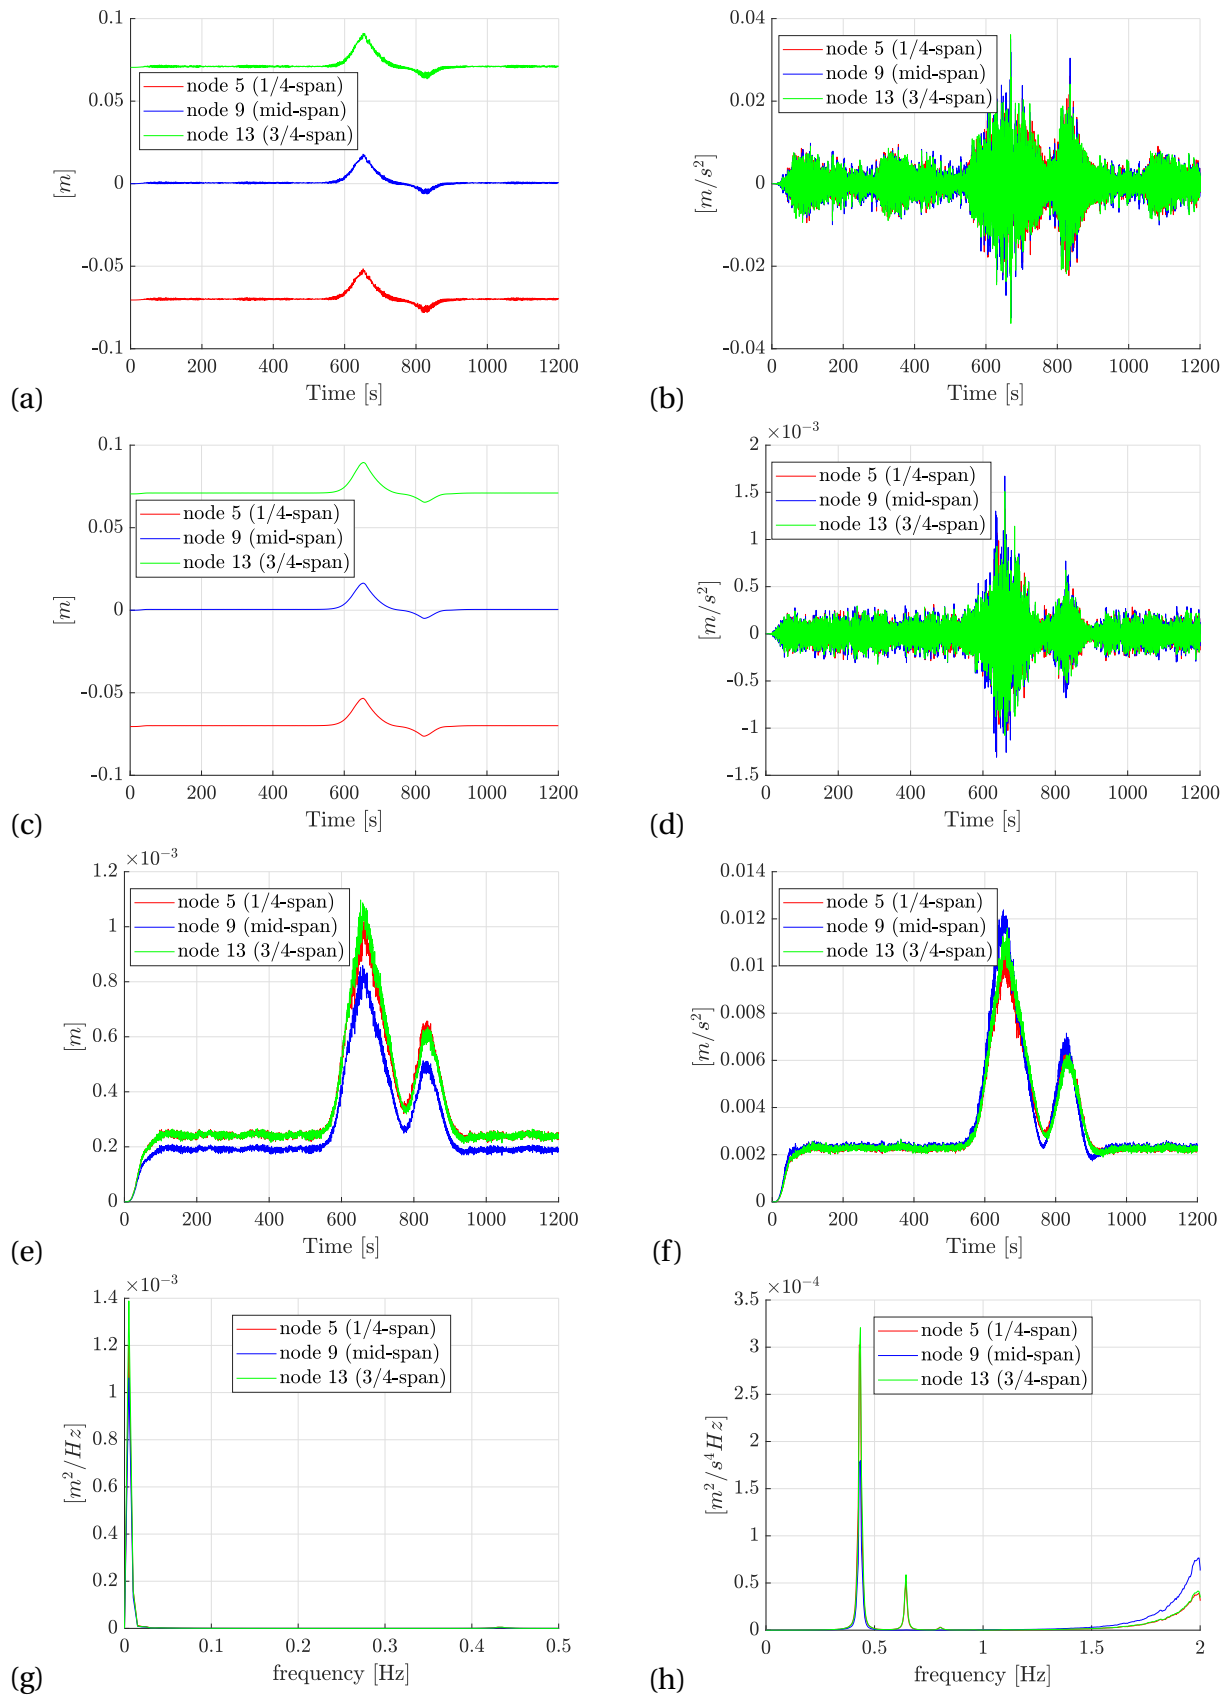 0.1
0.05
0
-0.05
-0.1
[m]
node 5 (1/4-span)
node 9 (mid-span)
node 13 (3/4-span)
0 200 400 600 800 1000 1200
Time [s]
(a)
0.04
0.02
0
-0.02
-0.04
[m/s²]
node 5 (1/4-span)
node 9 (mid-span)
node 13 (3/4-span)
0 200 400 600 800 1000 1200
Time [s]
(b)
0.1
0.05
0
-0.05
-0.1
[m]
node 5 (1/4-span)
node 9 (mid-span)
node 13 (3/4-span)
0 200 400 600 800 1000 1200
Time [s]
(c)
×10⁻³
2
1.5
1
0.5
0
-0.5
-1
-1.5
[m/s²]
node 5 (1/4-span)
node 9 (mid-span)
node 13 (3/4-span)
0 200 400 600 800 1000 1200
Time [s]
(d)
×10⁻³
1.2
1
0.8
0.6
0.4
0.2
0
[m]
node 5 (1/4-span)
node 9 (mid-span)
node 13 (3/4-span)
0 200 400 600 800 1000 1200
Time [s]
(e)
0.014
0.012
0.01
0.008
0.006
0.004
0.002
0
[m/s²]
node 5 (1/4-span)
node 9 (mid-span)
node 13 (3/4-span)
0 200 400 600 800 1000 1200
Time [s]
(f)
×10⁻³
1.4
1.2
1
0.8
0.6
0.4
0.2
0
[m²/Hz]
node 5 (1/4-span)
node 9 (mid-span)
node 13 (3/4-span)
0 0.1 0.2 0.3 0.4 0.5
frequency [Hz]
(g)
×10⁻⁴
3.5
3
2.5
2
1.5
1
0.5
0
[m²/s⁴Hz]
node 5 (1/4-span)
node 9 (mid-span)
node 13 (3/4-span)
0 0.5 1 1.5 2
frequency [Hz]
(h)